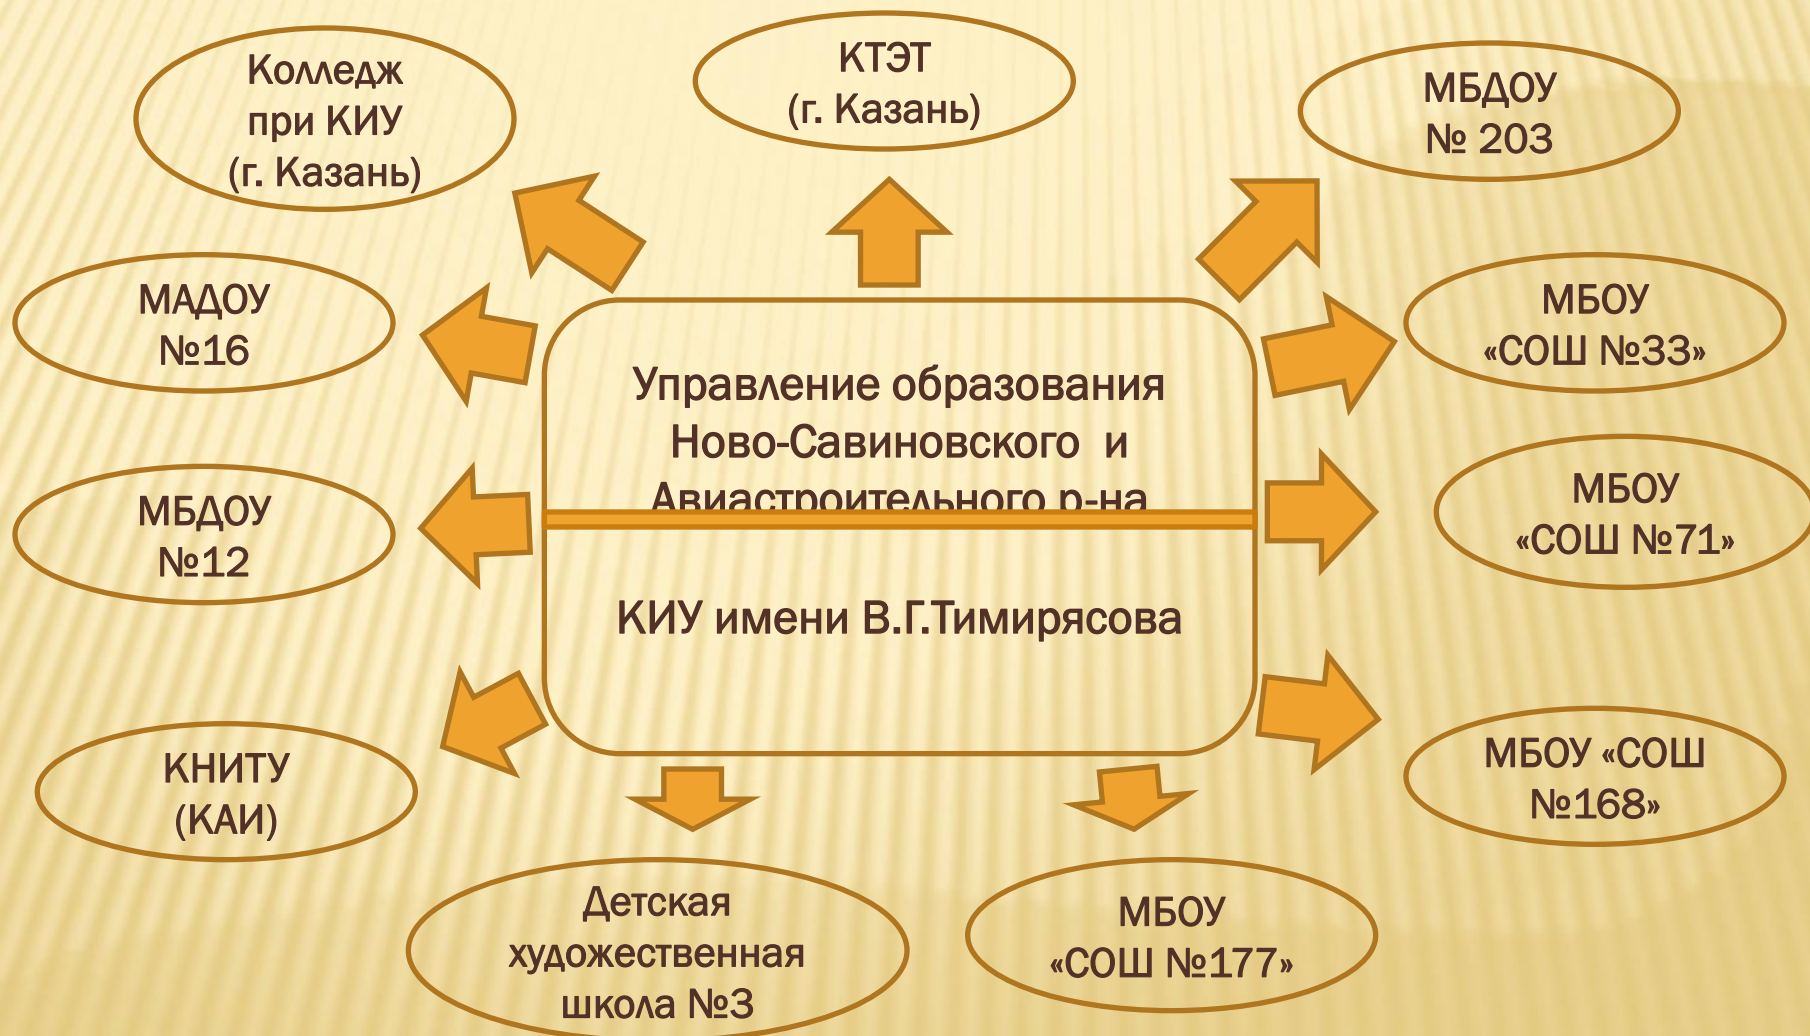 Колледж
при КИУ
(г. Казань)
КТЭТ
(г. Казань)
МБДОУ
№ 203
МАДОУ
№16
МБОУ
«СОШ №33»
Управление образования
Ново-Савиновского и
Авиастроительного р-на
МБДОУ
№12
МБОУ
«СОШ №71»
КИУ имени В.Г.Тимирясова
КНИТУ
(КАИ)
МБОУ «СОШ
№168»
Детская
художественная
школа №3
МБОУ
«СОШ №177»